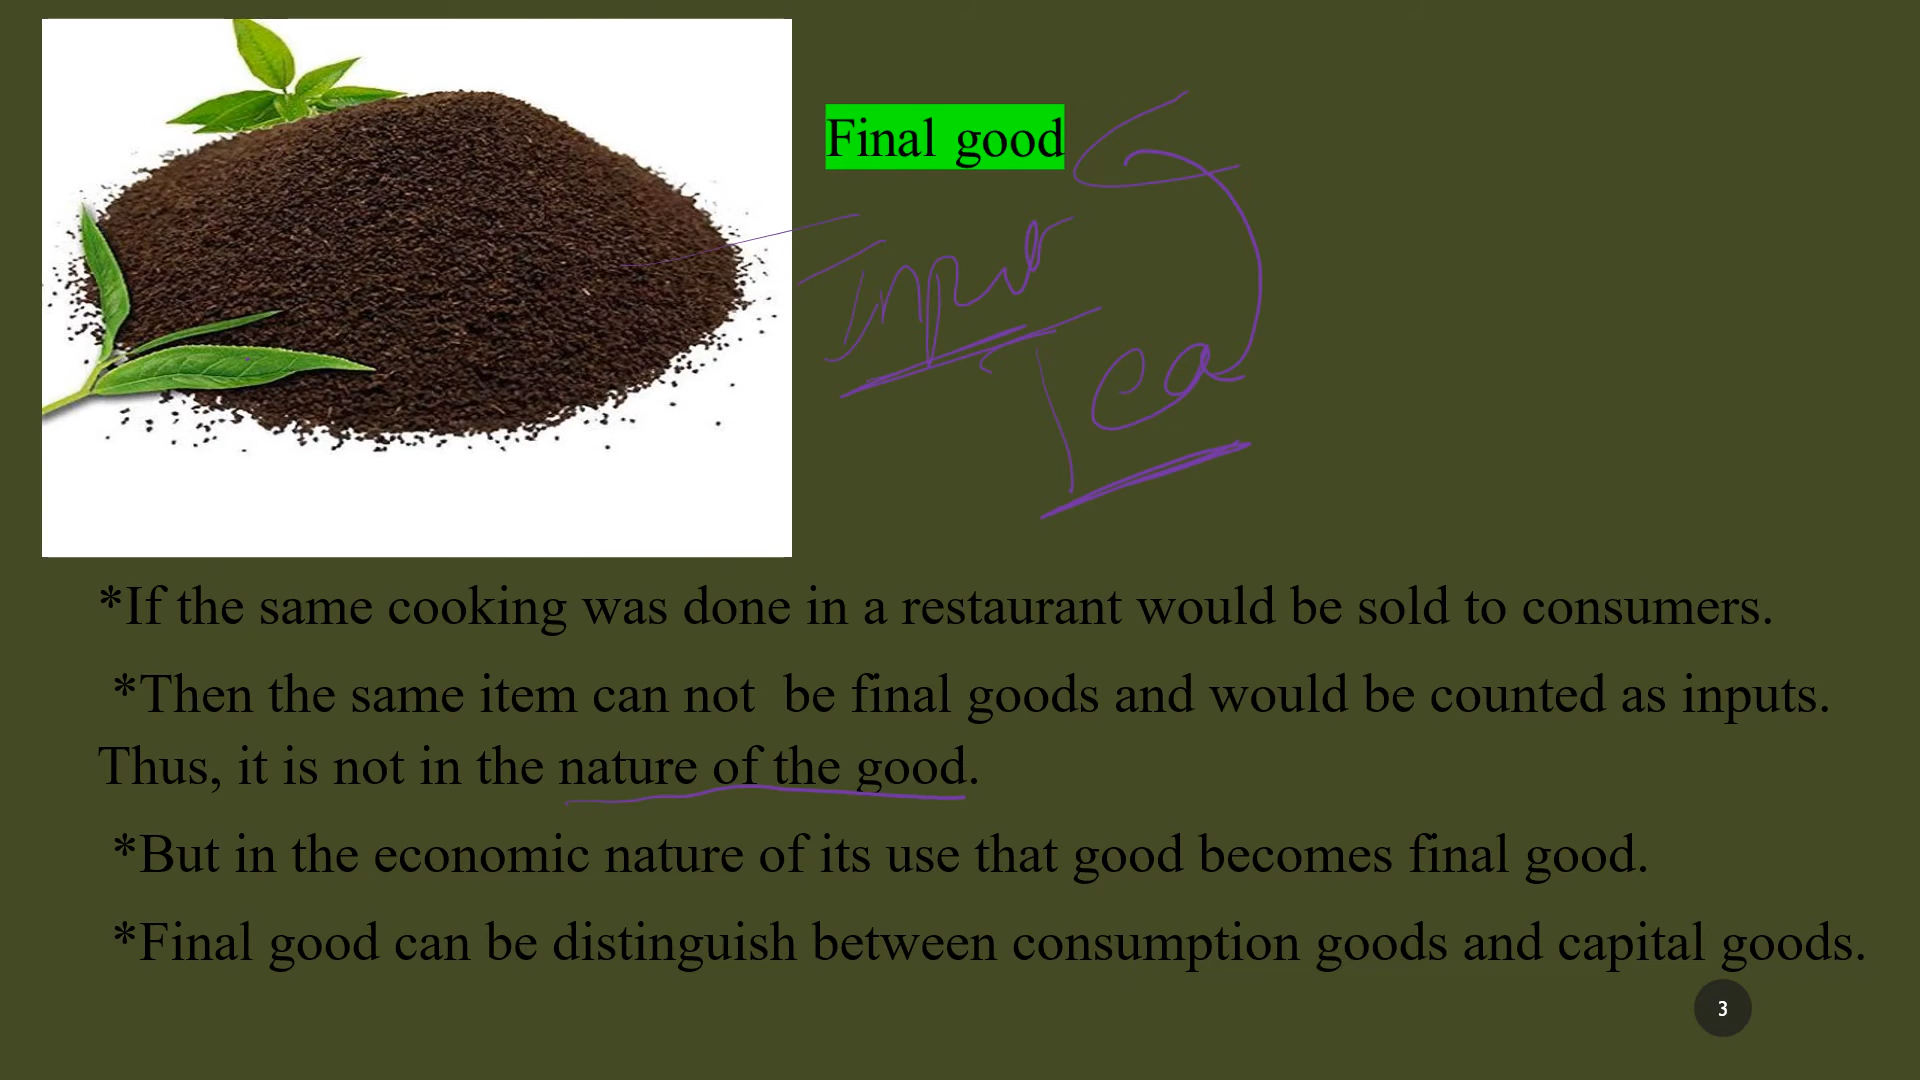 Final good
Input
Tea
*If the same cooking was done in a restaurant would be sold to consumers.
*Then the same item can not be final goods and would be counted as inputs.
Thus, it is not in the nature of the good.
*But in the economic nature of its use that good becomes final good.
*Final good can be distinguish between consumption goods and capital goods.
3